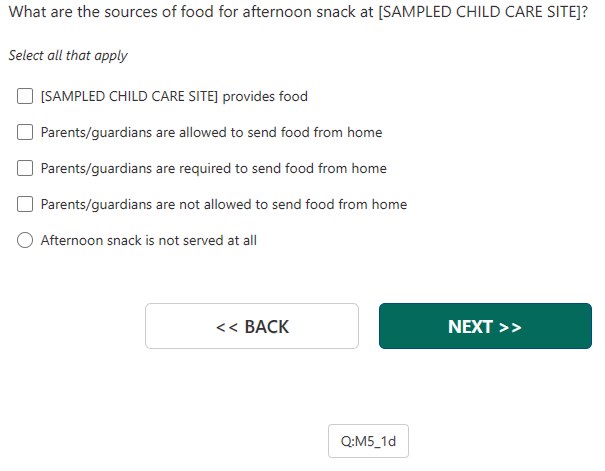 What are the sources of food for afternoon snack at [SAMPLED CHILD CARE SITE]?
Select all that apply
[SAMPLED CHILD CARE SITE] provides food
Parents/guardians are allowed to send food from home
Parents/guardians are required to send food from home
Parents/guardians are not allowed to send food from home
Afternoon snack is not served at all
<< BACK
NEXT >>
Q:M5_1d